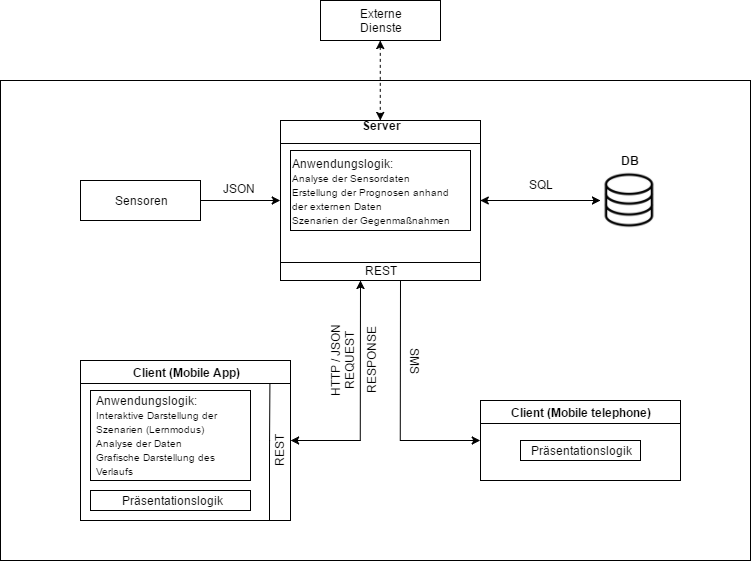 Externe
Dienste
Server
Anwendungslogik:
Analyse der Sensordaten
Erstellung der Prognosen anhand
der externen Daten
Szenarien der Gegenmaßnahmen
REST
Sensoren
JSON
SQL
DB
HTTP / JSON
REQUEST
RESPONSE
SMS
Client (Mobile App)
Anwendungslogik:
Interaktive Darstellung der
Szenarien (Lernmodus)
Analyse der Daten
Grafische Darstellung des
Verlaufs
Präsentationlogik
REST
Client (Mobile telephone)
Präsentationlogik